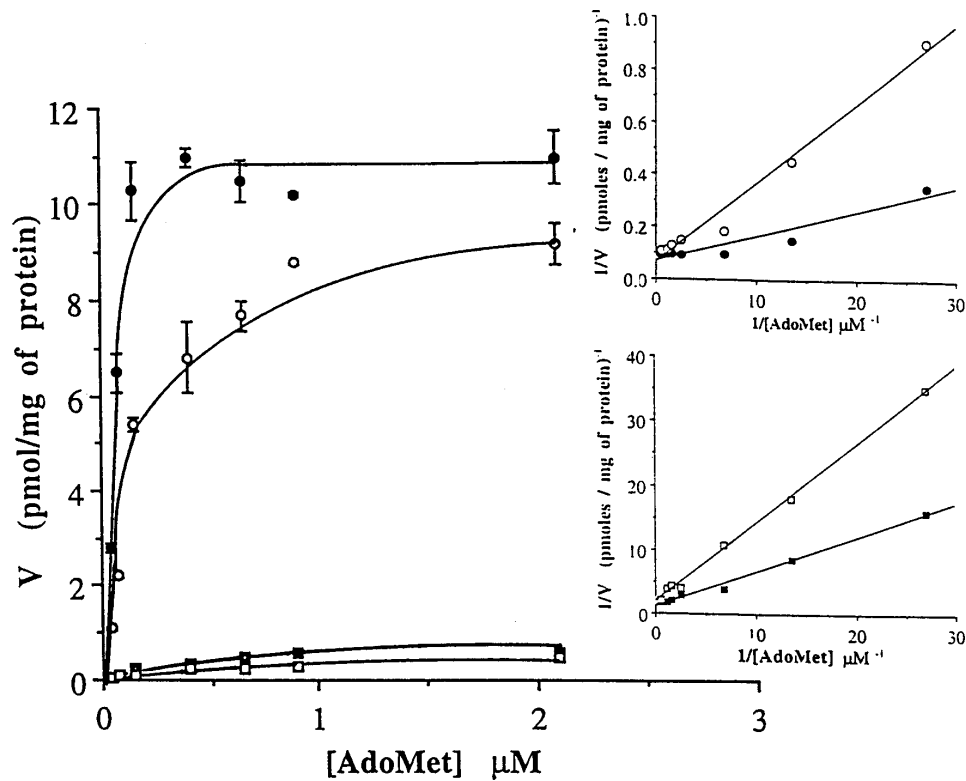 V (pmol/mg of protein)
12
10
8
6
4
2
0
0 1 2 3
[AdoMet] μM
1/V (pmoles / mg of protein)⁻¹
1.0
0.8
0.6
0.4
0.2
0.0
0 10 20 30
1/[AdoMet] μM ⁻¹
1/V (pmoles / mg of protein)⁻¹
40
30
20
10
0
0 10 20 30
1/[AdoMet] μM ⁻¹